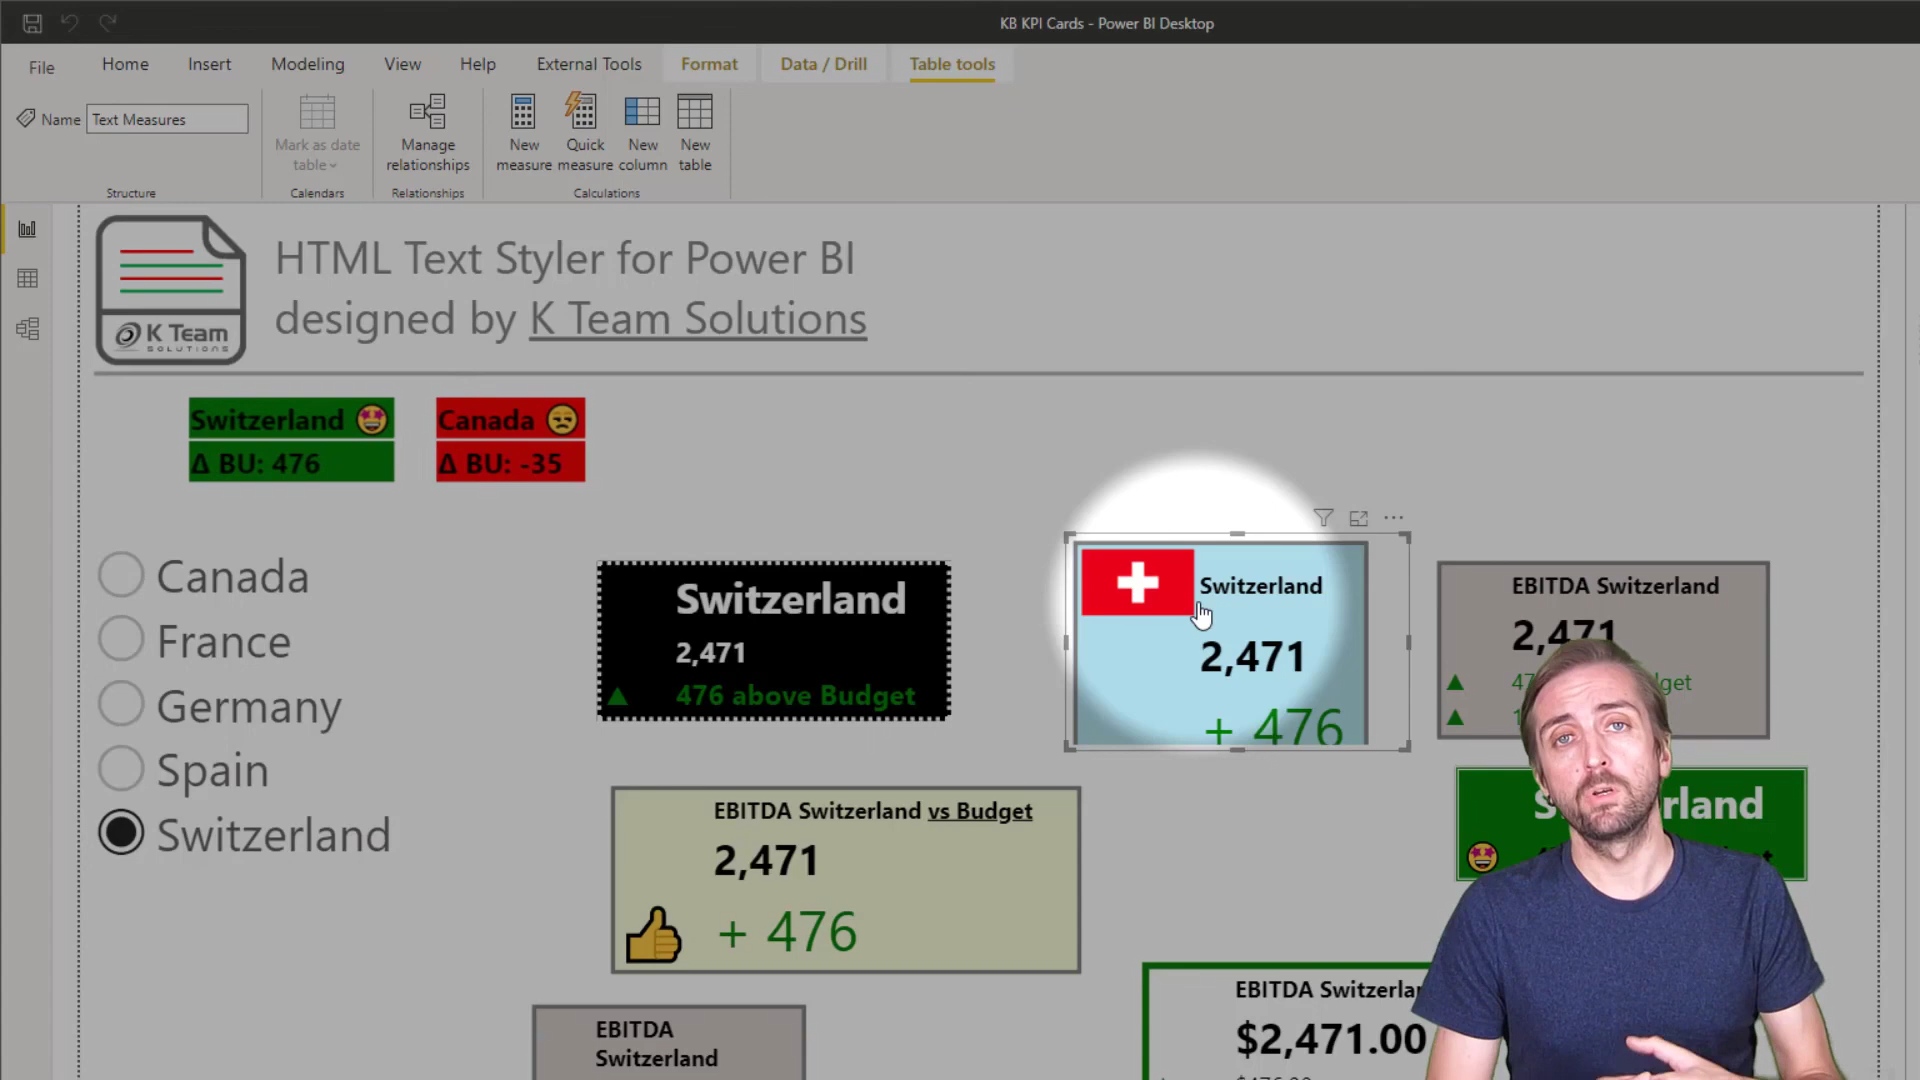 KB KPI Cards - Power BI Desktop
File
Home
Insert
Modeling
View
Help
External Tools
Format
Data / Drill
Table tools
Name
Text Measures
Mark as date
table
Manage
relationships
New
measure
Quick
measure
New
column
New
table
Structure
Calendars
Relationships
Calculations
K Team
SOLUTIONS
HTML Text Styler for Power BI
designed by K Team Solutions
Switzerland
Δ BU: 476
Canada
Δ BU: -35
Canada
France
Germany
Spain
Switzerland
Switzerland
2,471
476 above Budget
Switzerland
2,471
+ 476
EBITDA Switzerland
2,471
EBITDA Switzerland vs Budget
2,471
+ 476
EBITDA
Switzerland
EBITDA
$2,471.00